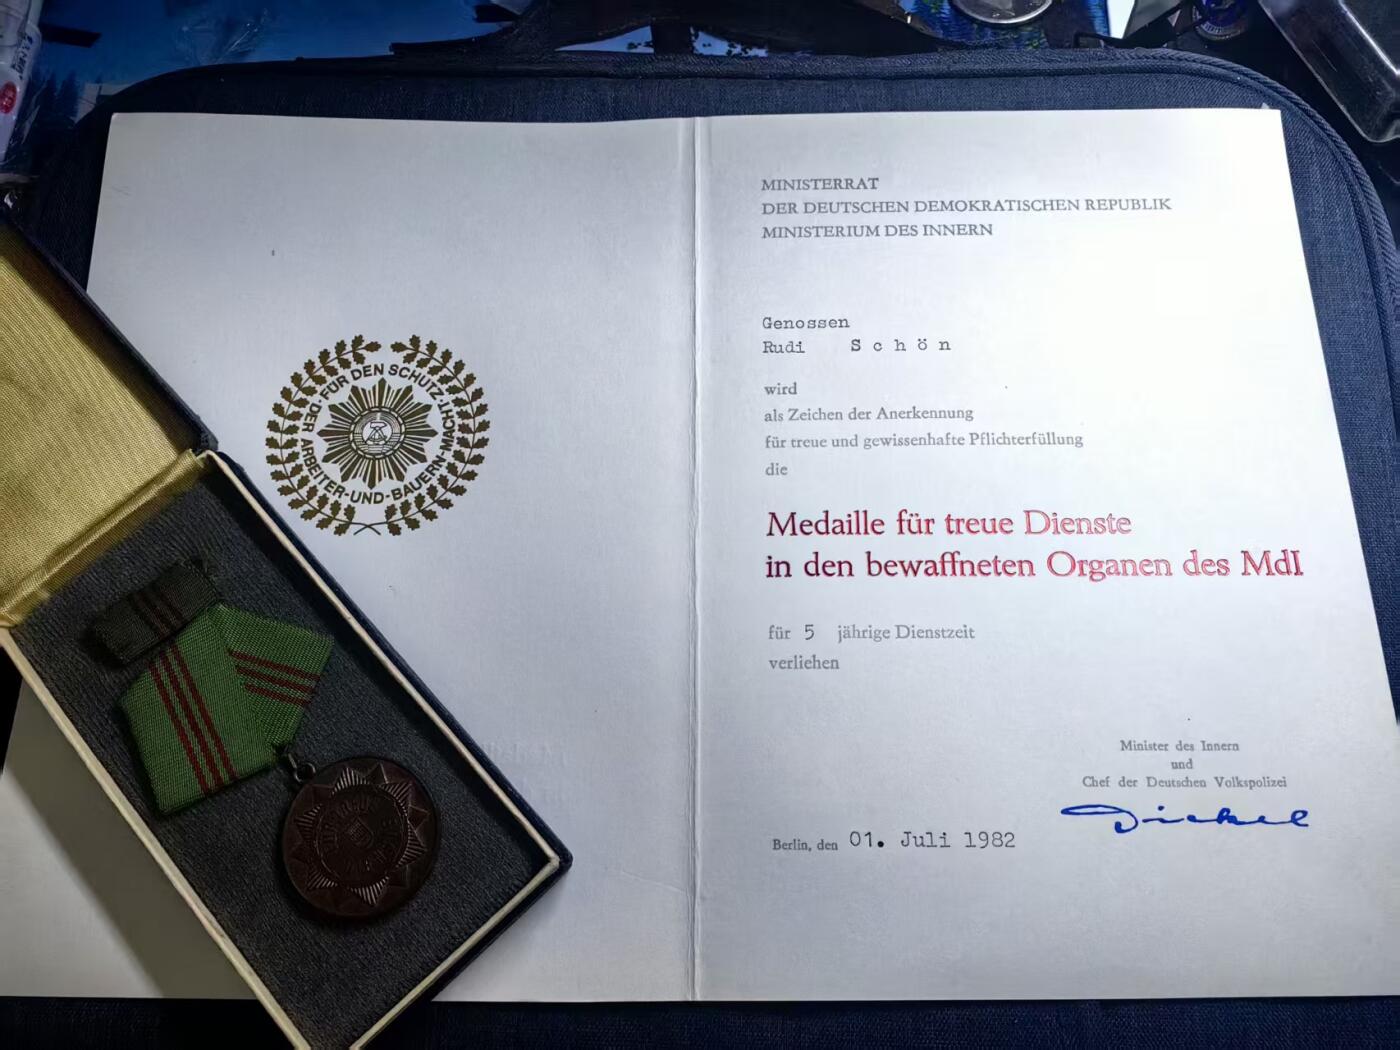 · FÜR DEN SCHUTZ · DER ARBEITER-UND-BAUERN-MACHT
MINISTERRAT
DER DEUTSCHEN DEMOKRATISCHEN REPUBLIK
MINISTERIUM DES INNERN
Genossen
Rudi S c h ö n
wird
als Zeichen der Anerkennung
für treue und gewissenhafte Pflichterfüllung
die
Medaille für treue Dienste
in den bewaffneten Organen des MdI
für 5 jährige Dienstzeit
verliehen
Minister des Innern
und
Chef der Deutschen Volkspolizei
Dickel
Berlin, den 01. Juli 1982